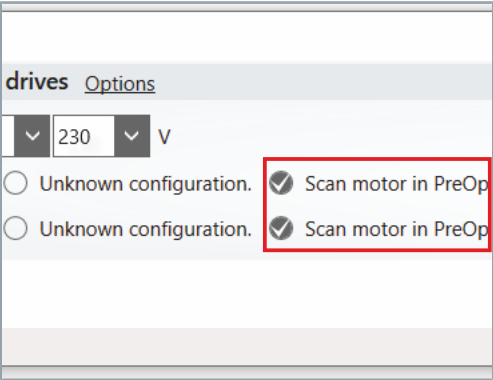 drives Options
230 V
Unknown configuration. Scan motor in PreOp
Unknown configuration. Scan motor in PreOp